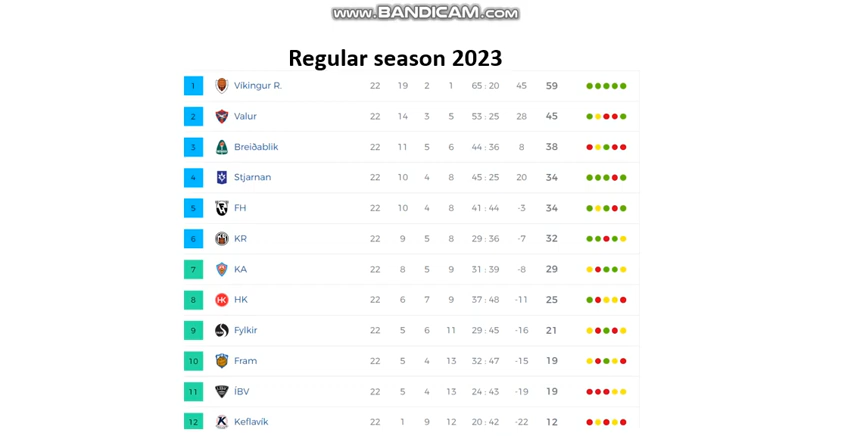 www.BANDICAM.com
Regular season 2023
1 Víkingur R. 22 19 2 1 65 : 20 45 59
2 Valur 22 14 3 5 53 : 25 28 45
3 Breiðablik 22 11 5 6 44 : 36 8 38
4 Stjarnan 22 10 4 8 45 : 25 20 34
5 FH 22 10 4 8 41 : 44 -3 34
6 KR 22 9 5 8 29 : 36 -7 32
7 KA 22 8 5 9 31 : 39 -8 29
8 HK 22 6 7 9 37 : 48 -11 25
9 Fylkir 22 5 6 11 29 : 45 -16 21
10 Fram 22 5 4 13 32 : 47 -15 19
11 ÍBV 22 5 4 13 24 : 43 -19 19
12 Keflavík 22 1 9 12 20 : 42 -22 12